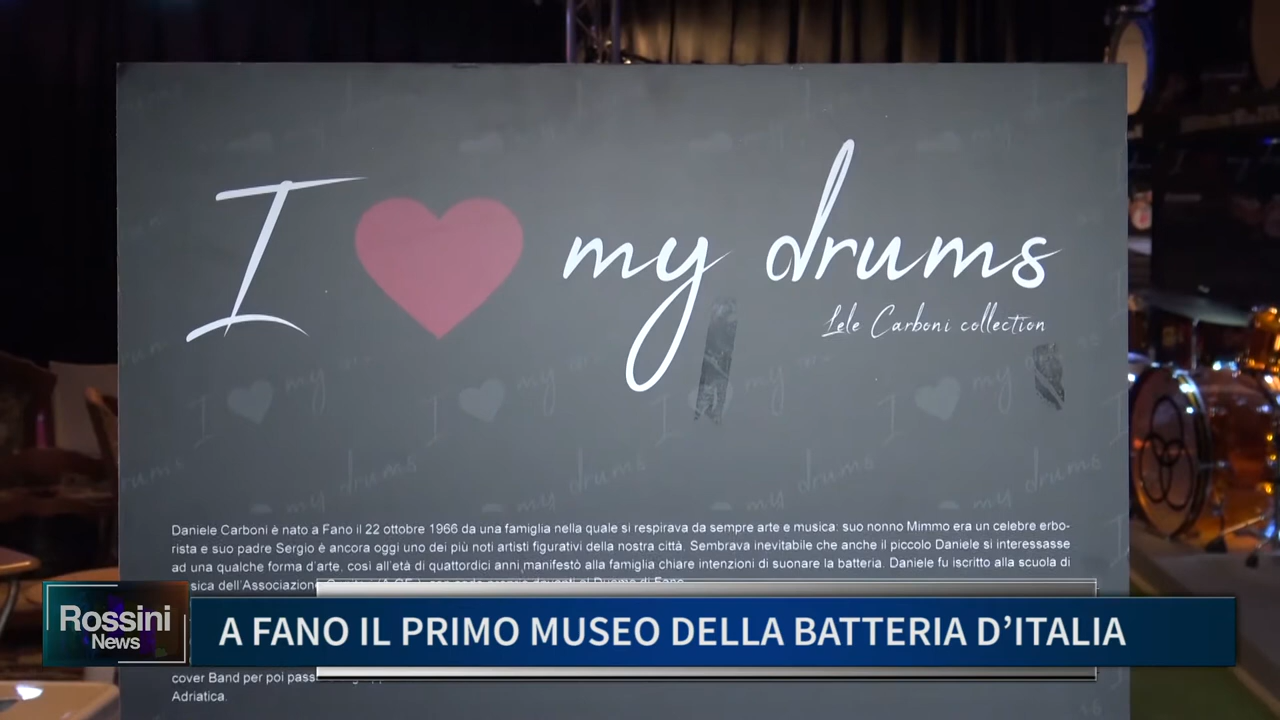 I my drums
Lele Carboni collection
Daniele Carboni è nato a Fano il 22 ottobre 1966 da una famiglia nella quale si respirava da sempre arte e musica: suo nonno Mimmo era un celebre erbo-
rista e suo padre Sergio è ancora oggi uno dei più noti artisti figurativi della nostra città. Sembrava inevitabile che anche il piccolo Daniele si interessasse
ad una qualche forma d'arte, così all'età di quattordici anni manifestò alla famiglia chiare intenzioni di suonare la batteria. Daniele fu iscritto alla scuola di
dell'Associazione
Rossini
News
A FANO IL PRIMO MUSEO DELLA BATTERIA D'ITALIA
cover Band per poi
Adriatica.